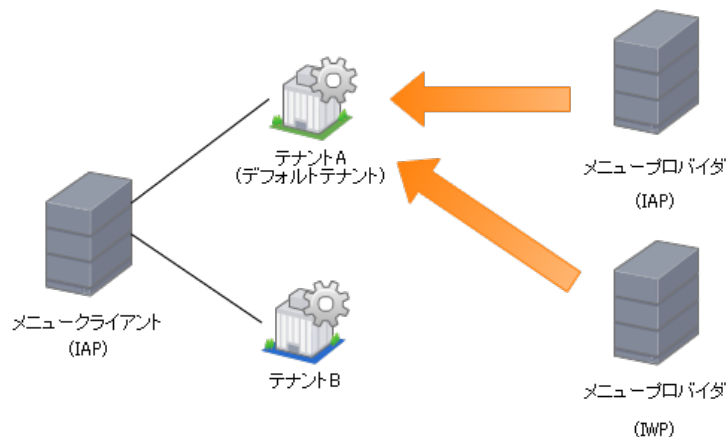 テナントA
(デフォルトテナント)
メニュープロバイダ
(IAP)
メニュークライアント
(IAP)
テナントB
メニュープロバイダ
(IWP)